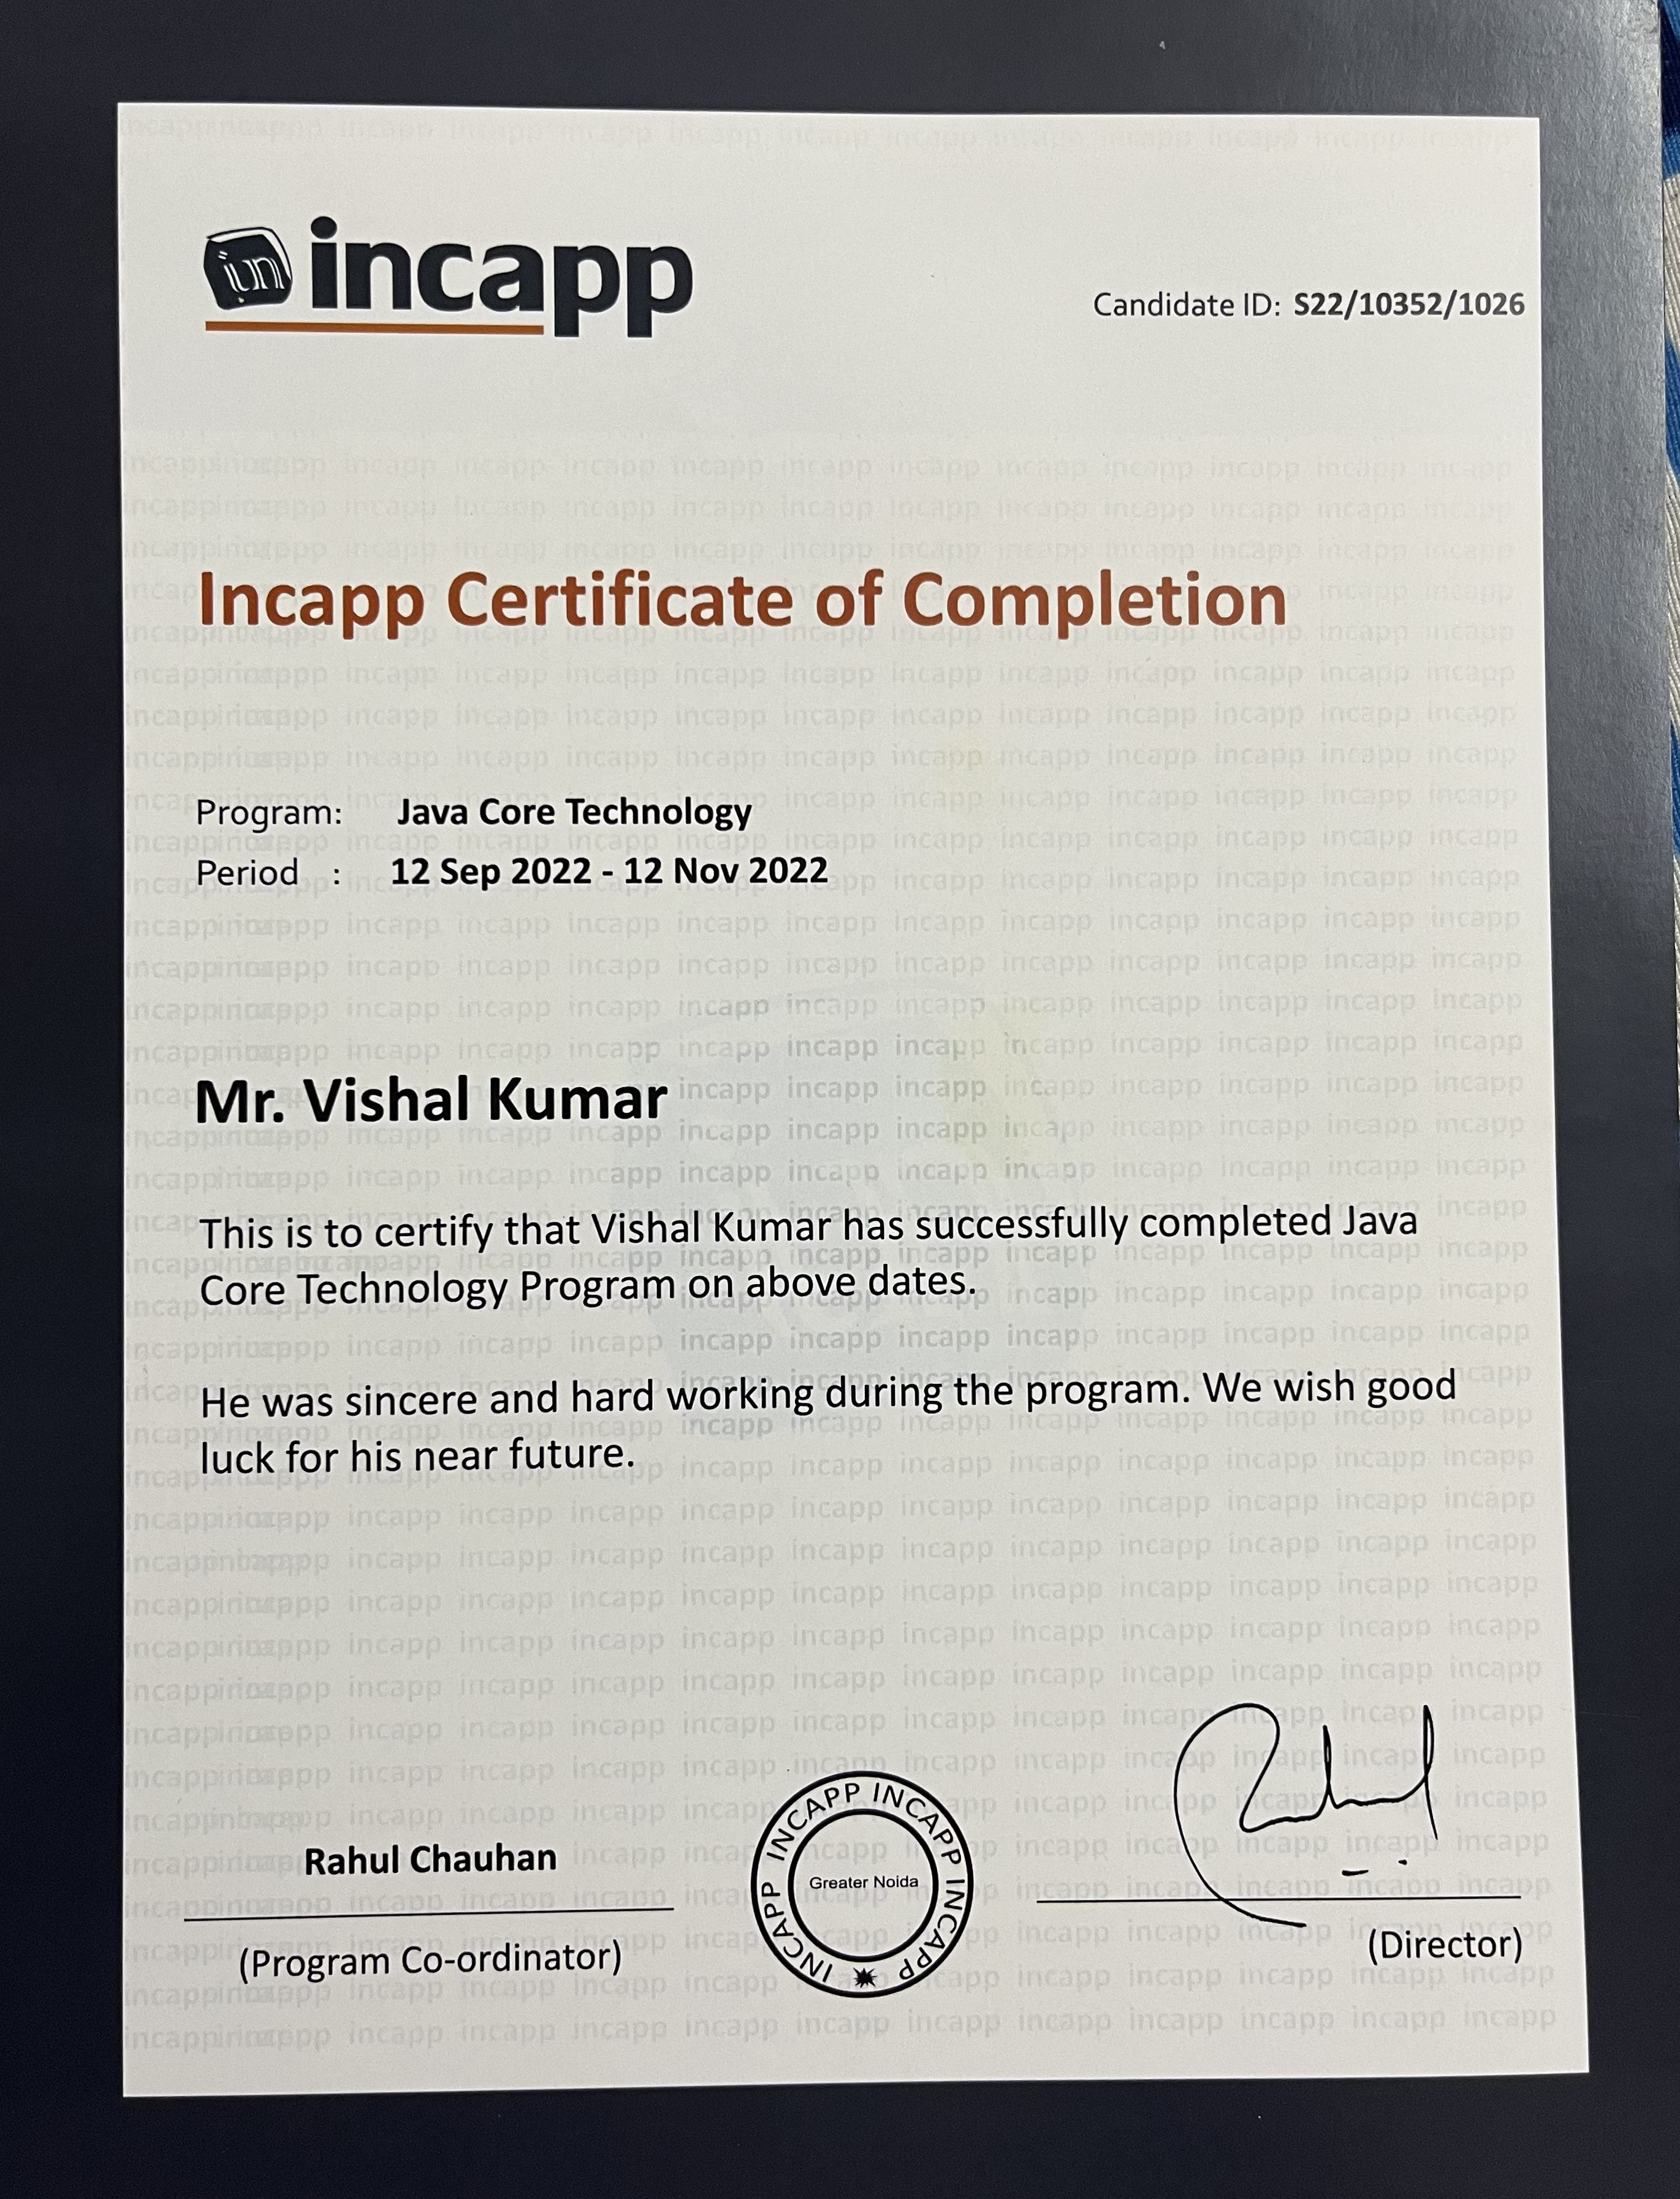 incapp
Candidate ID: S22/10352/1026
Incapp Certificate of Completion
Program: Java Core Technology
Period : 12 Sep 2022 - 12 Nov 2022
Mr. Vishal Kumar
This is to certify that Vishal Kumar has successfully completed Java
Core Technology Program on above dates.
He was sincere and hard working during the program. We wish good
luck for his near future.
Rahul Chauhan
(Program Co-ordinator)
INCAPP INCAPP INCAPP INCAPP
Greater Noida
(Director)